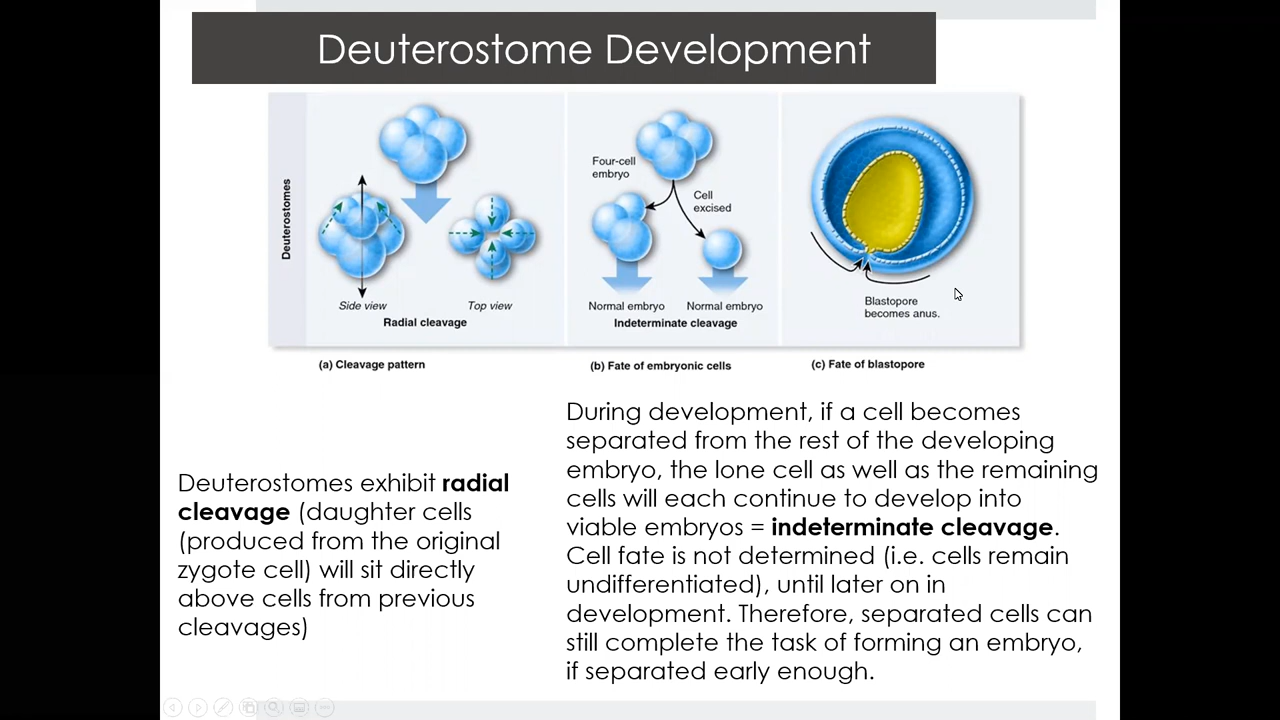 Deuterostome Development
Deuterostomes
Side view
Top view
Radial cleavage
(a) Cleavage pattern
Four-cell
embryo
Cell
excised
Normal embryo
Normal embryo
Indeterminate cleavage
(b) Fate of embryonic cells
Blastopore
becomes anus.
(c) Fate of blastopore
Deuterostomes exhibit radial
cleavage (daughter cells
(produced from the original
zygote cell) will sit directly
above cells from previous
cleavages)
During development, if a cell becomes
separated from the rest of the developing
embryo, the lone cell as well as the remaining
cells will each continue to develop into
viable embryos = indeterminate cleavage.
Cell fate is not determined (i.e. cells remain
undifferentiated), until later on in
development. Therefore, separated cells can
still complete the task of forming an embryo,
if separated early enough.